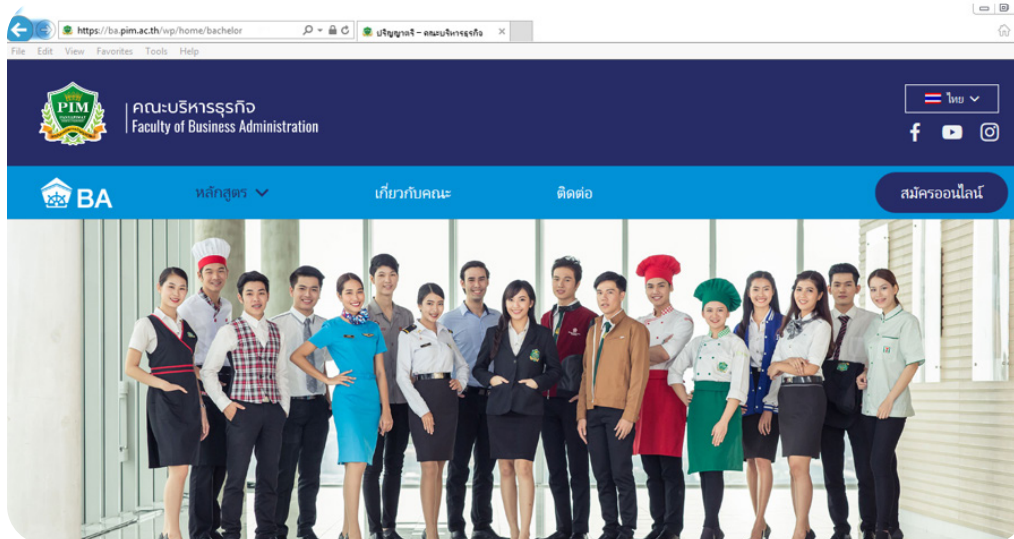 https://ba.pim.ac.th/wp/home/bachelor
ปริญญาตรี – คณะบริหารธุรกิจ
File Edit View Favorites Tools Help
PIM
คณะบริหารธุรกิจ
Faculty of Business Administration
ไทย
BA
หลักสูตร
เกี่ยวกับคณะ
ติดต่อ
สมัครออนไลน์